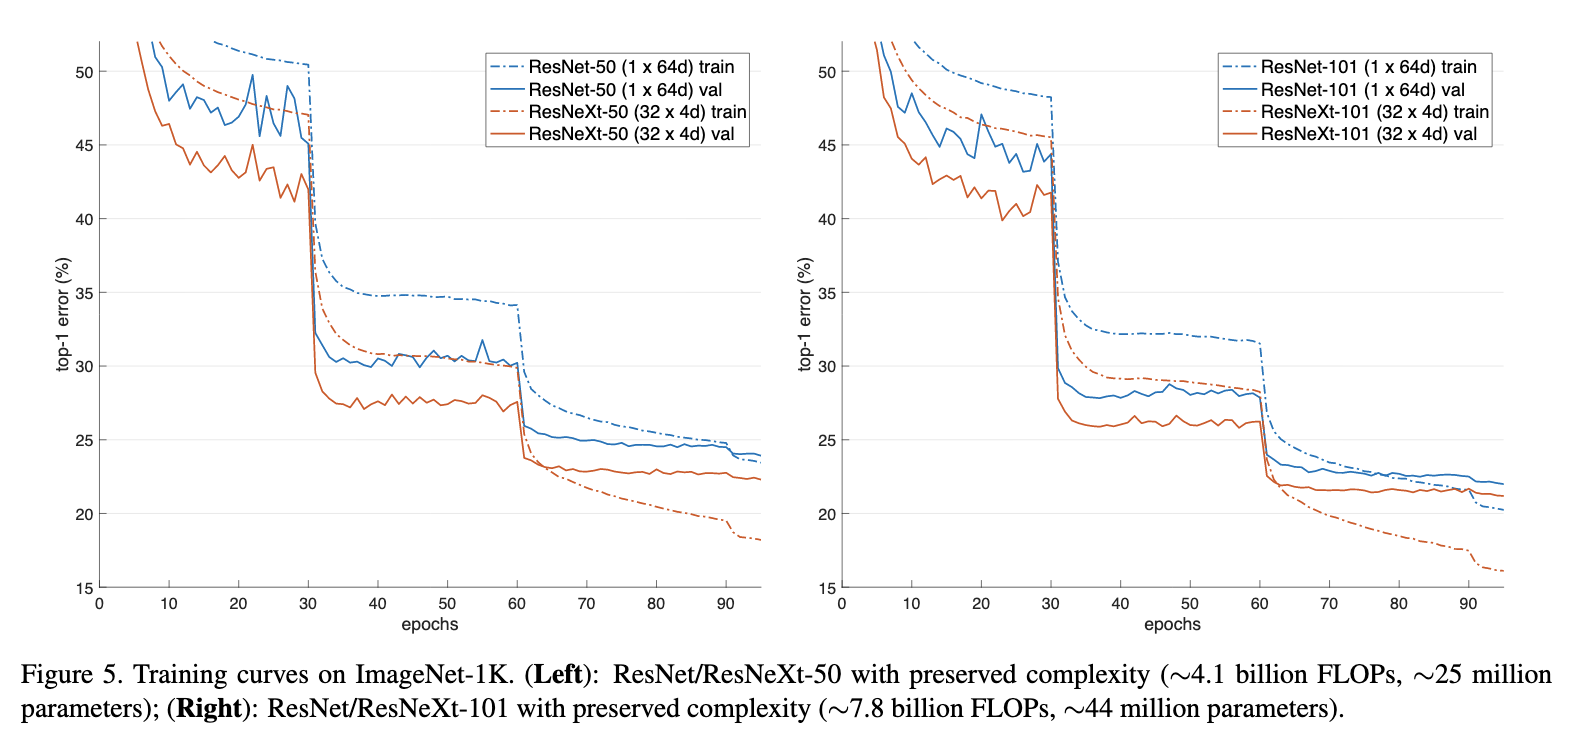 50
45
40
35
30
25
20
15
0
10
20
30
40
50
60
70
80
90
top-1 error (%)
epochs
ResNet-50 (1 x 64d) train
ResNet-50 (1 x 64d) val
ResNeXt-50 (32 x 4d) train
ResNeXt-50 (32 x 4d) val
50
45
40
35
30
25
20
15
0
10
20
30
40
50
60
70
80
90
top-1 error (%)
epochs
ResNet-101 (1 x 64d) train
ResNet-101 (1 x 64d) val
ResNeXt-101 (32 x 4d) train
ResNeXt-101 (32 x 4d) val
Figure 5. Training curves on ImageNet-1K. (Left): ResNet/ResNeXt-50 with preserved complexity (∼4.1 billion FLOPs, ∼25 million
parameters); (Right): ResNet/ResNeXt-101 with preserved complexity (∼7.8 billion FLOPs, ∼44 million parameters).